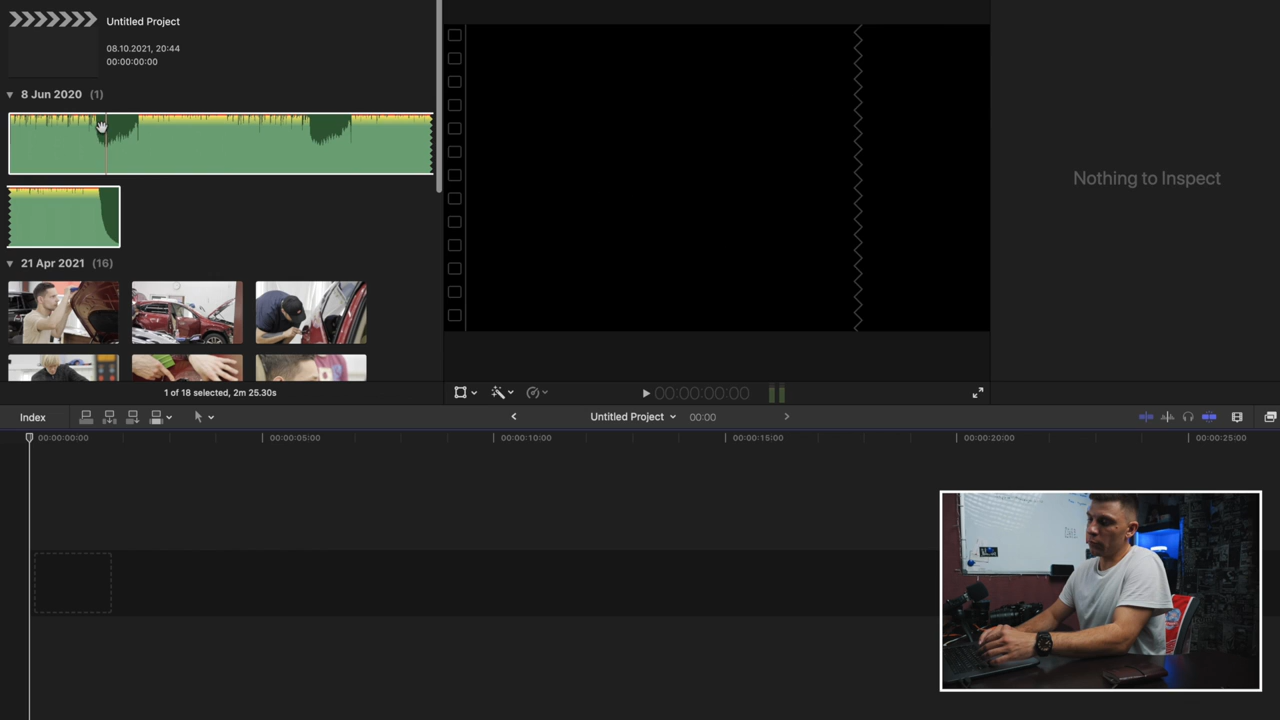 Untitled Project
08.10.2021, 20:44
00:00:00:00
8 Jun 2020 (1)
21 Apr 2021 (16)
1 of 18 selected, 2m 25.30s
Nothing to Inspect
00:00:00:00
Index
Untitled Project
00:00
00:00:00:00
00:00:05:00
00:00:10:00
00:00:15:00
00:00:20:00
00:00:25:00